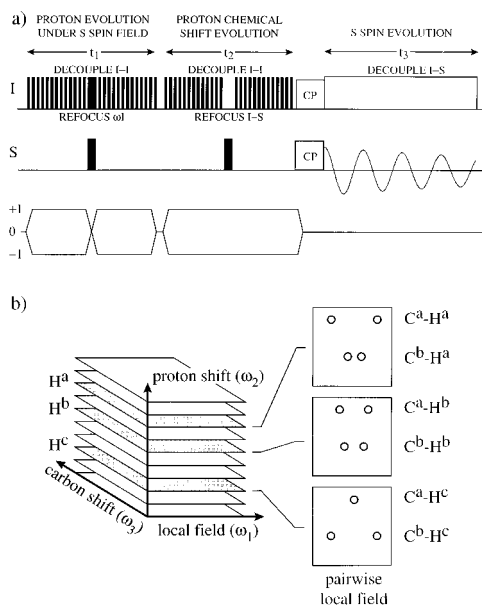 a)
PROTON EVOLUTION UNDER S SPIN FIELD
PROTON CHEMICAL SHIFT EVOLUTION
S SPIN EVOLUTION
t1
t2
t3
DECOUPLE I–I
DECOUPLE I–I
DECOUPLE I–S
I
CP
REFOCUS ωI
REFOCUS I–S
S
CP
+1
0
−1
b)
Ha
Hb
Hc
proton shift (ω2)
carbon shift (ω3)
local field (ω1)
Ca-Ha
Cb-Ha
Ca-Hb
Cb-Hb
Ca-Hc
Cb-Hc
pairwise
local field